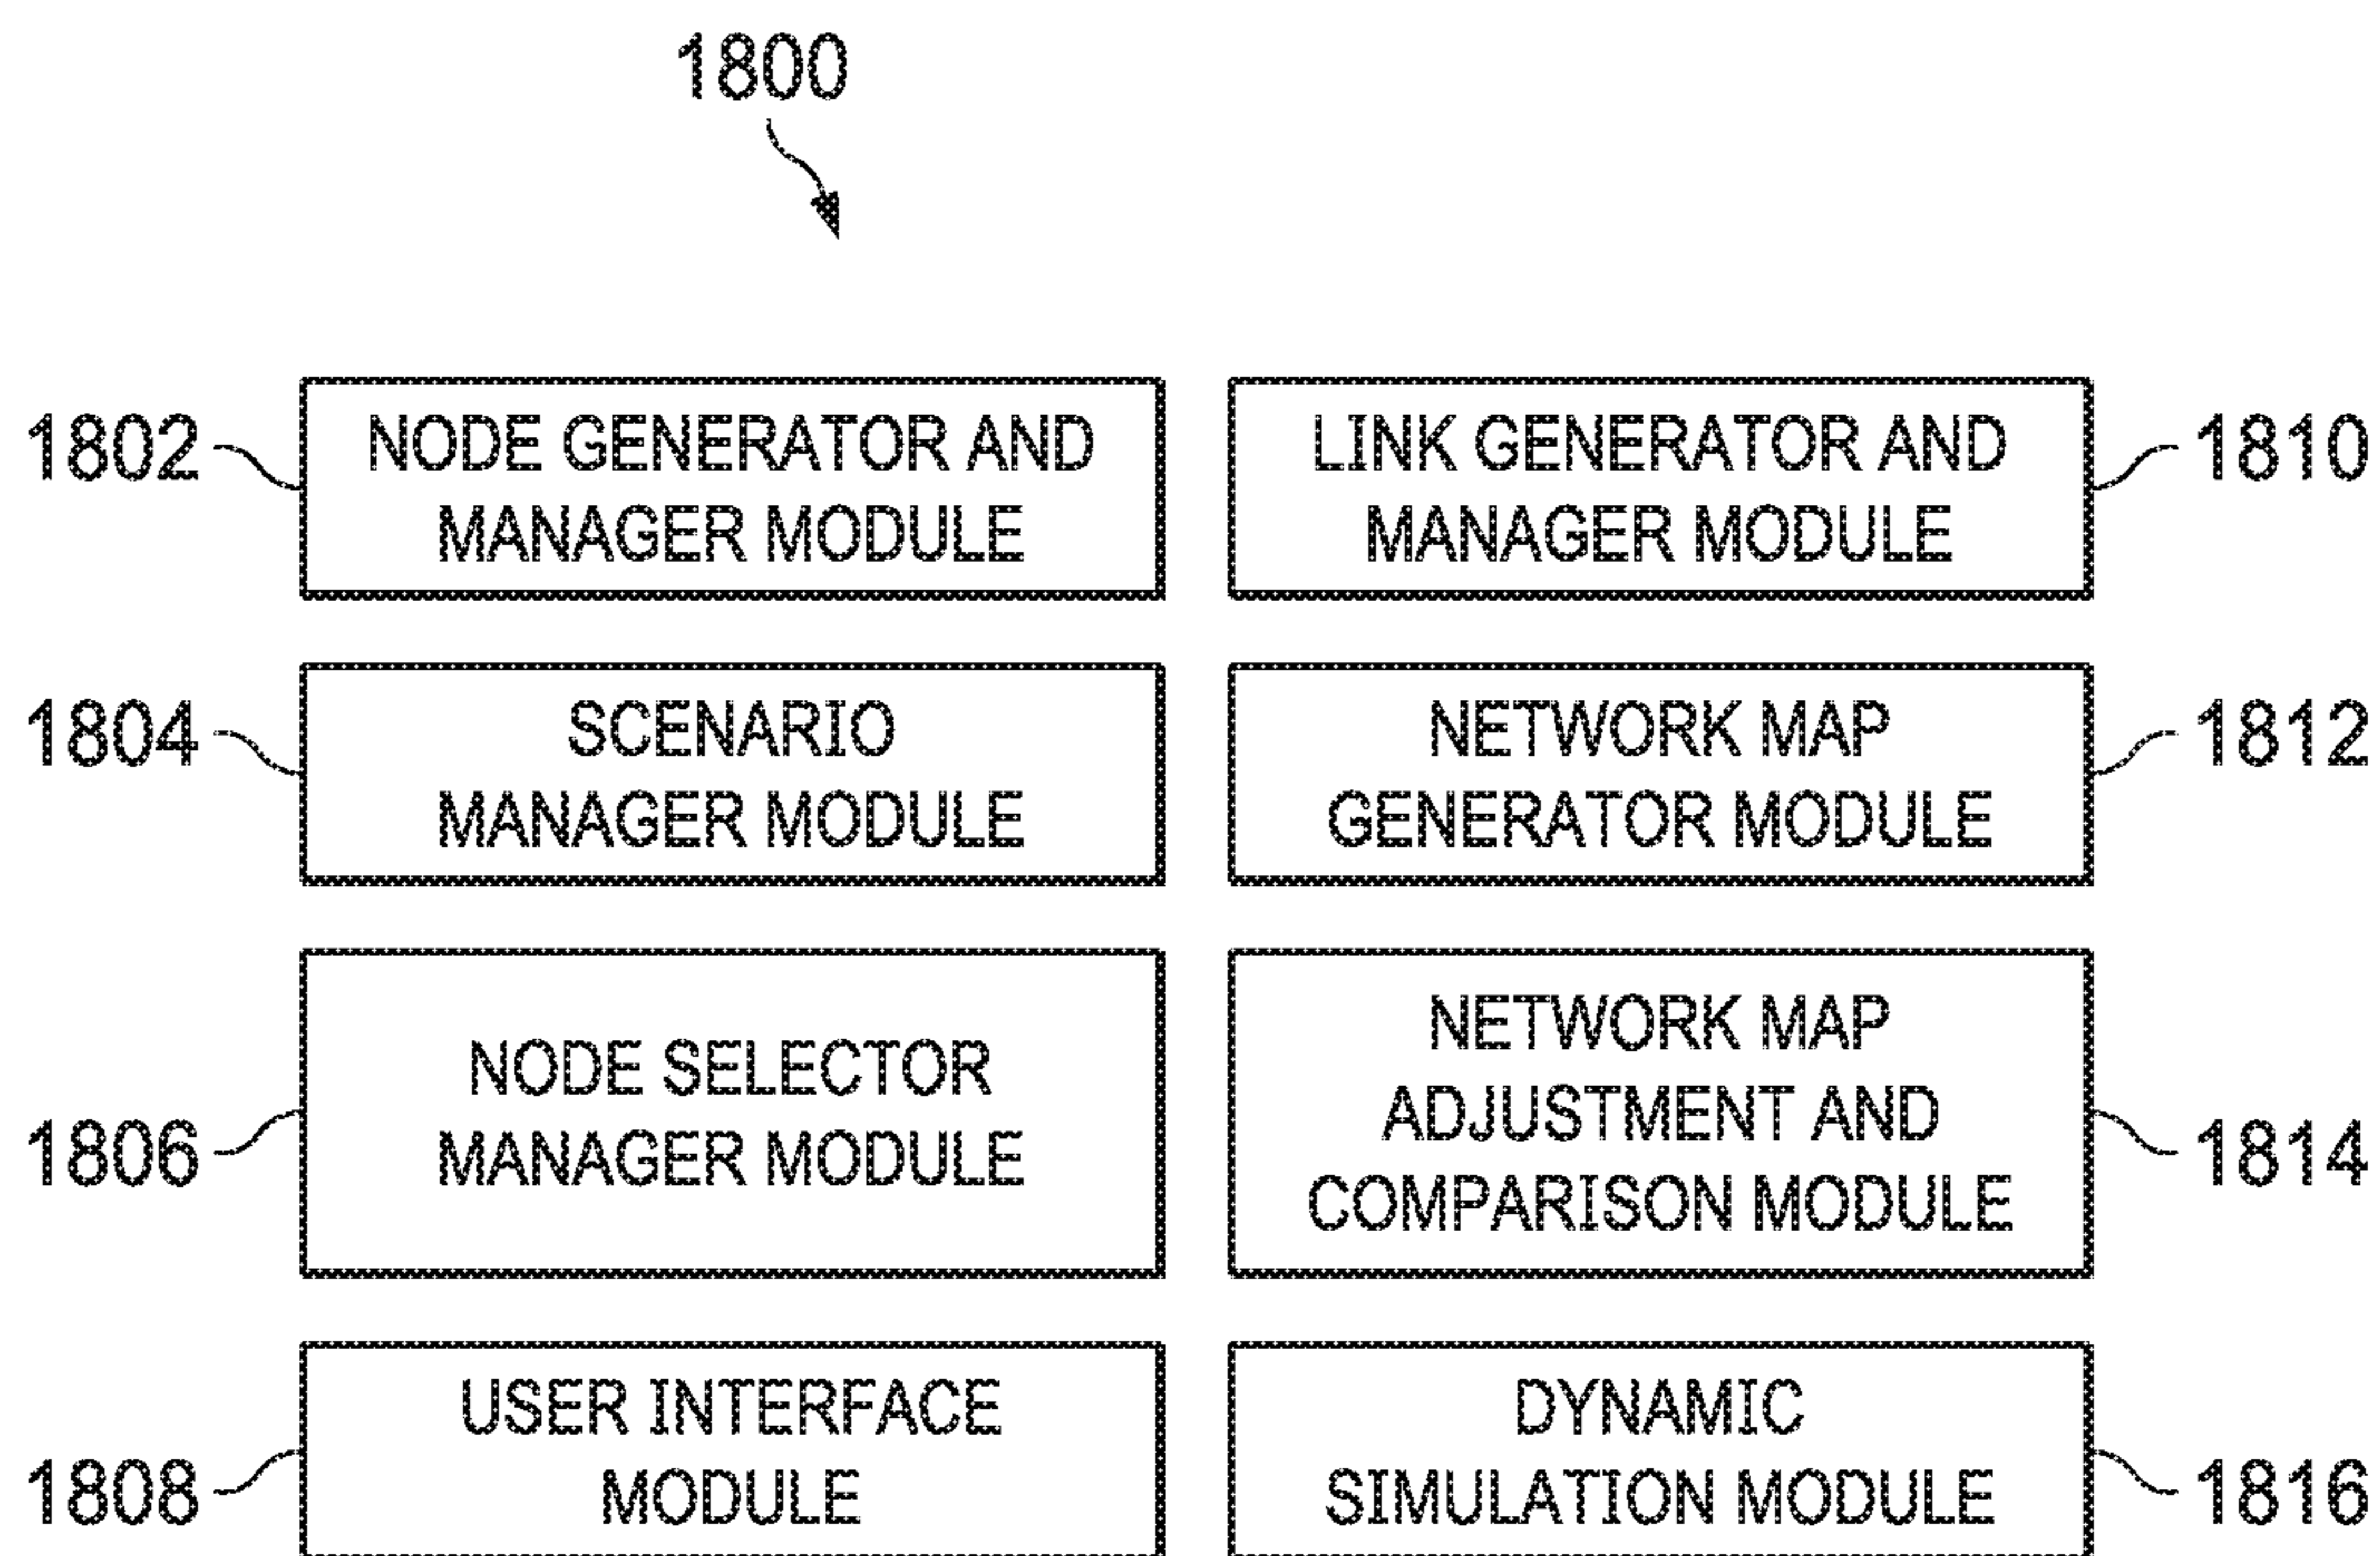 1800
1802
NODE GENERATOR AND
MANAGER MODULE
LINK GENERATOR AND
MANAGER MODULE
1810
1804
SCENARIO
MANAGER MODULE
NETWORK MAP
GENERATOR MODULE
1812
1806
NODE SELECTOR
MANAGER MODULE
NETWORK MAP
ADJUSTMENT AND
COMPARISON MODULE
1814
1808
USER INTERFACE
MODULE
DYNAMIC
SIMULATION MODULE
1816